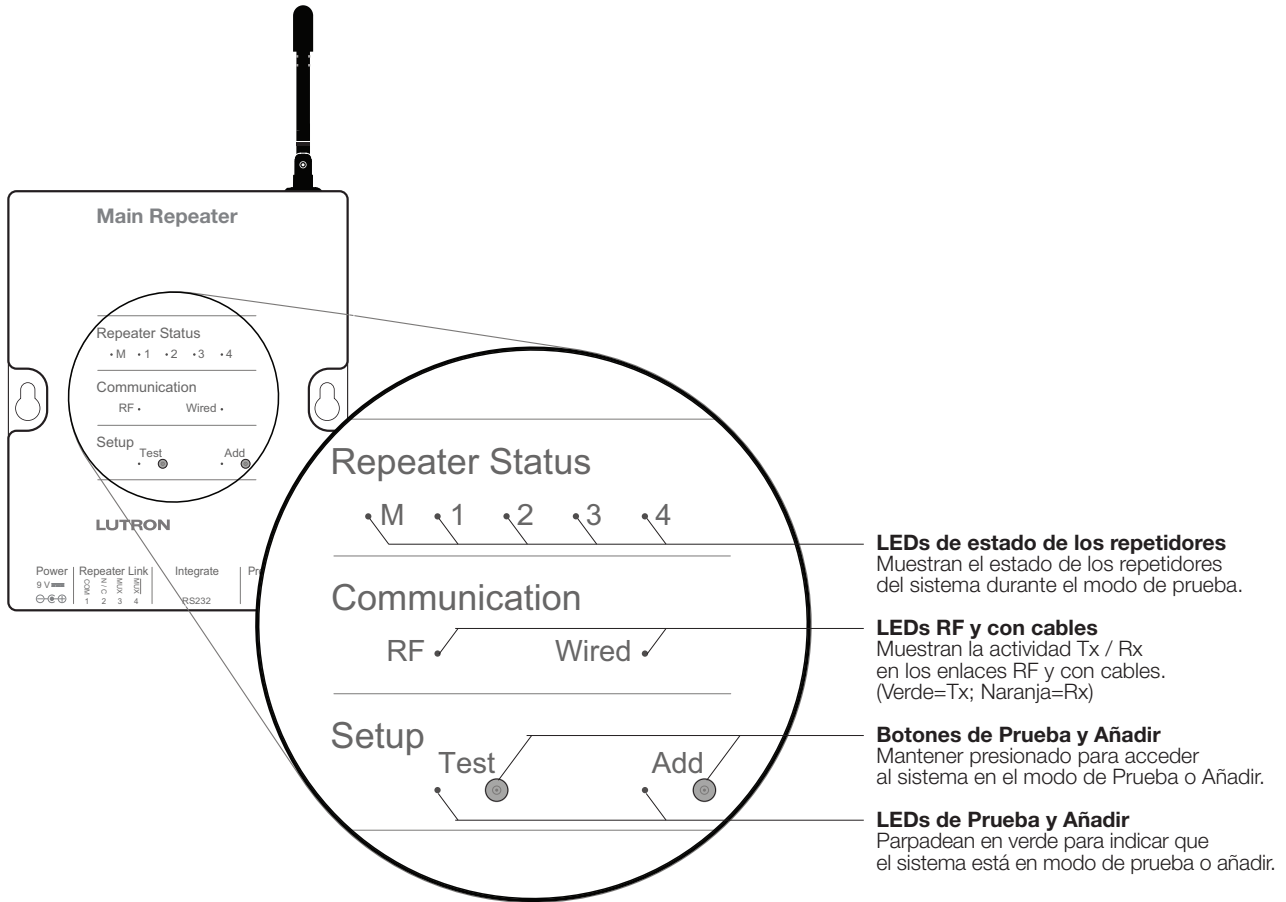 Main Repeater
Repeater Status
M 1 2 3 4
Communication
RF Wired
Setup
Test Add
LUTRON
Power Repeater Link Integrate
9 V COM N / C MUX MUX
1 2 3 4 RS232
Repeater Status
M 1 2 3 4
Communication
RF Wired
Setup
Test Add
LEDs de estado de los repetidores
Muestran el estado de los repetidores
del sistema durante el modo de prueba.
LEDs RF y con cables
Muestran la actividad Tx / Rx
en los enlaces RF y con cables.
(Verde=Tx; Naranja=Rx)
Botones de Prueba y Añadir
Mantener presionado para acceder
al sistema en el modo de Prueba o Añadir.
LEDs de Prueba y Añadir
Parpadean en verde para indicar que
el sistema está en modo de prueba o añadir.